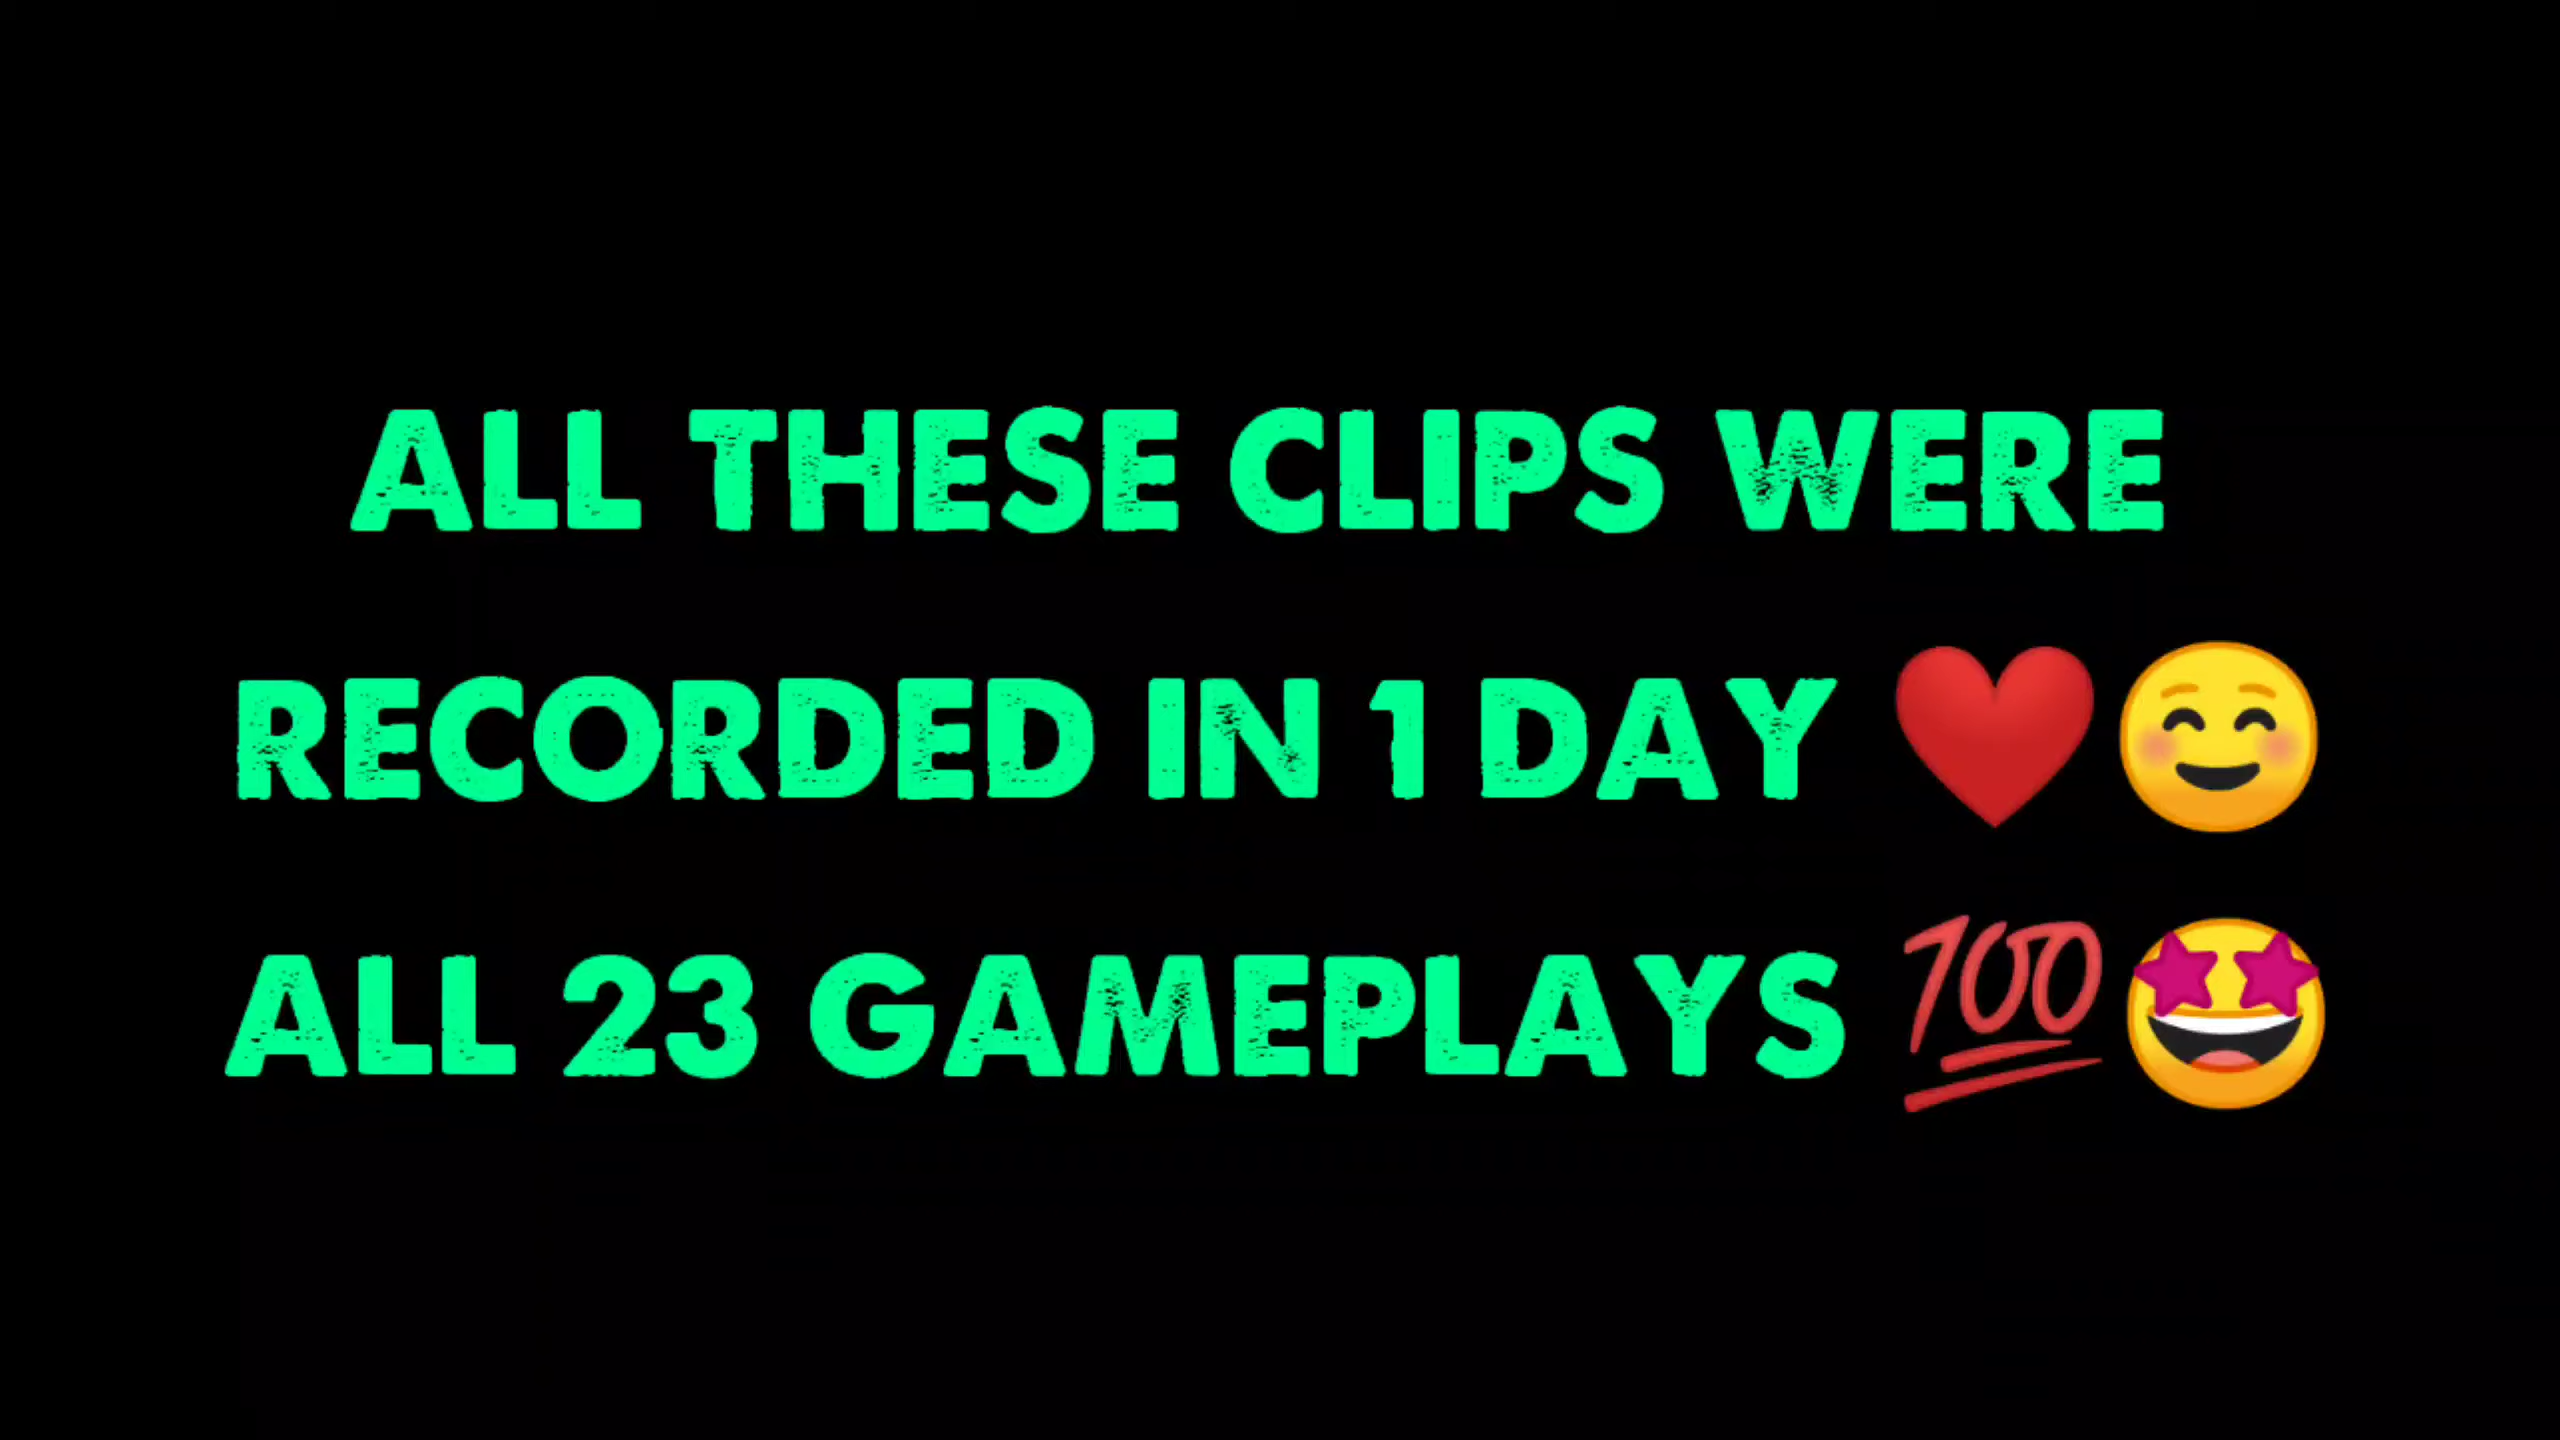 ALL THESE CLIPS WERE
RECORDED IN 1 DAY ❤️😊
ALL 23 GAMEPLAYS 💯🤩